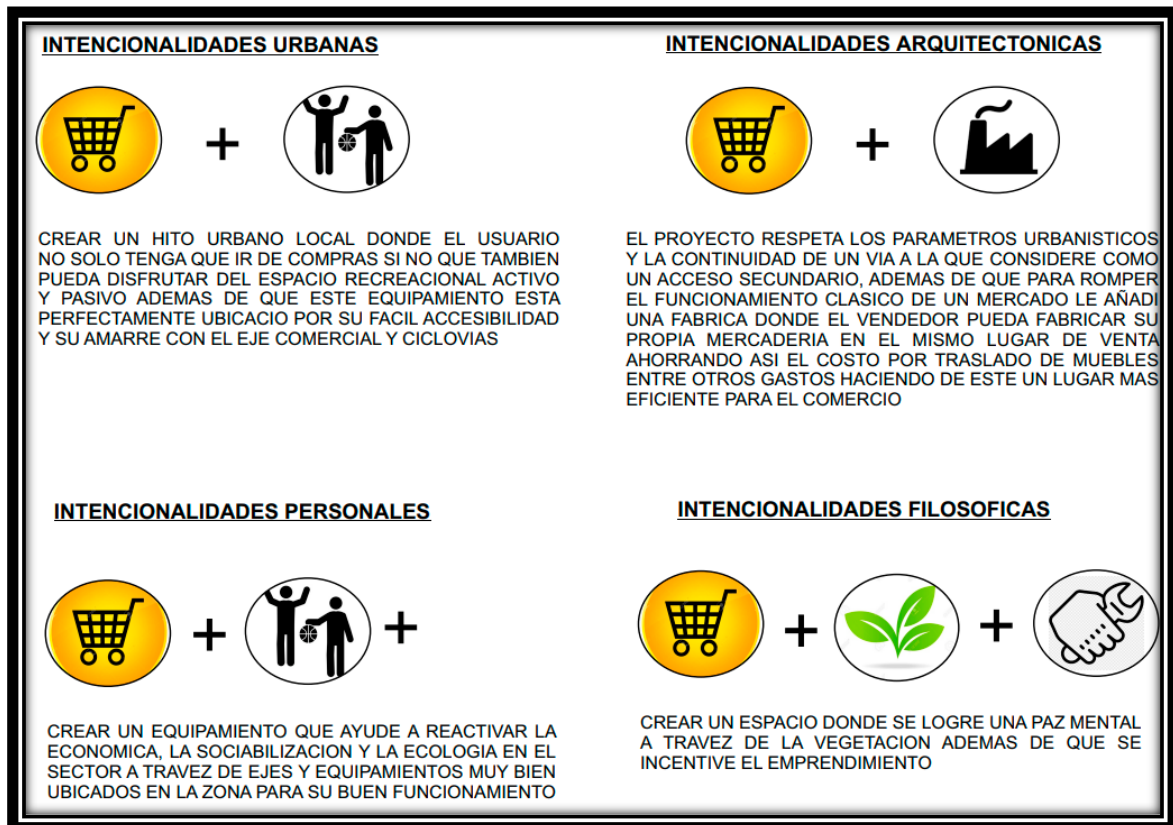 INTENCIONALIDADES URBANAS
+
CREAR UN HITO URBANO LOCAL DONDE EL USUARIO
NO SOLO TENGA QUE IR DE COMPRAS SI NO QUE TAMBIEN
PUEDA DISFRUTAR DEL ESPACIO RECREACIONAL ACTIVO
Y PASIVO ADEMAS DE QUE ESTE EQUIPAMIENTO ESTA
PERFECTAMENTE UBICACIO POR SU FACIL ACCESIBILIDAD
Y SU AMARRE CON EL EJE COMERCIAL Y CICLOVIAS
INTENCIONALIDADES ARQUITECTONICAS
+
EL PROYECTO RESPETA LOS PARAMETROS URBANISTICOS
Y LA CONTINUIDAD DE UN VIA A LA QUE CONSIDERE COMO
UN ACCESO SECUNDARIO, ADEMAS DE QUE PARA ROMPER
EL FUNCIONAMIENTO CLASICO DE UN MERCADO LE AÑADI
UNA FABRICA DONDE EL VENDEDOR PUEDA FABRICAR SU
PROPIA MERCADERIA EN EL MISMO LUGAR DE VENTA
AHORRANDO ASI EL COSTO POR TRASLADO DE MUEBLES
ENTRE OTROS GASTOS HACIENDO DE ESTE UN LUGAR MAS
EFICIENTE PARA EL COMERCIO
INTENCIONALIDADES PERSONALES
+ +
CREAR UN EQUIPAMIENTO QUE AYUDE A REACTIVAR LA
ECONOMICA, LA SOCIABILIZACION Y LA ECOLOGIA EN EL
SECTOR A TRAVEZ DE EJES Y EQUIPAMIENTOS MUY BIEN
UBICADOS EN LA ZONA PARA SU BUEN FUNCIONAMIENTO
INTENCIONALIDADES FILOSOFICAS
+ +
CREAR UN ESPACIO DONDE SE LOGRE UNA PAZ MENTAL
A TRAVEZ DE LA VEGETACION ADEMAS DE QUE SE
INCENTIVE EL EMPRENDIMIENTO